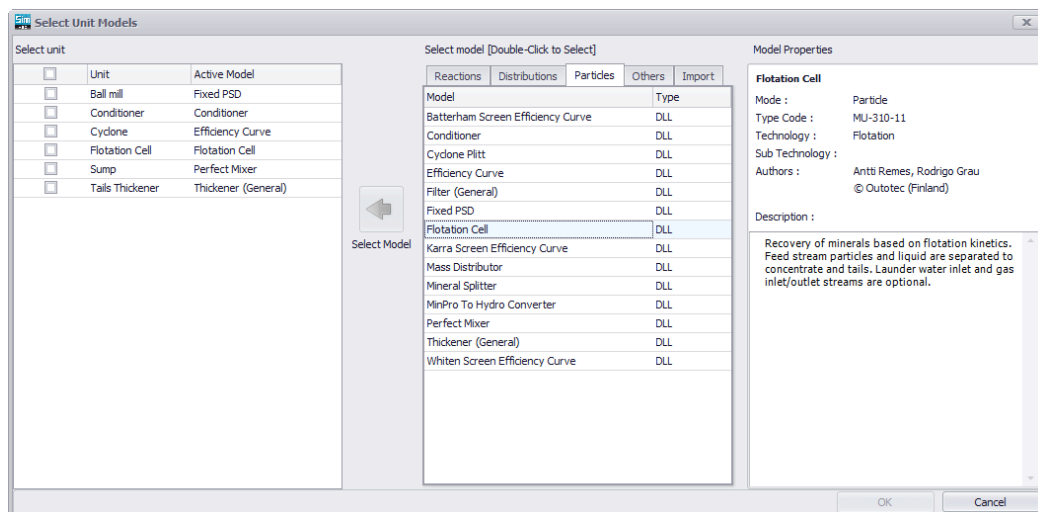 Sim
Select Unit Models
Select unit
Unit Active Model
Ball mill Fixed PSD
Conditioner Conditioner
Cyclone Efficiency Curve
Flotation Cell Flotation Cell
Sump Perfect Mixer
Tails Thickener Thickener (General)
Select Model
Select model [Double-Click to Select]
Reactions Distributions Particles Others Import
Model Type
Batterham Screen Efficiency Curve DLL
Conditioner DLL
Cyclone Plitt DLL
Efficiency Curve DLL
Filter (General) DLL
Fixed PSD DLL
Flotation Cell DLL
Karra Screen Efficiency Curve DLL
Mass Distributor DLL
Mineral Splitter DLL
MinPro To Hydro Converter DLL
Perfect Mixer DLL
Thickener (General) DLL
Whiten Screen Efficiency Curve DLL
Model Properties
Flotation Cell
Mode : Particle
Type Code : MU-310-11
Technology : Flotation
Sub Technology :
Authors : Antti Remes, Rodrigo Grau
© Outotec (Finland)
Description :
Recovery of minerals based on flotation kinetics.
Feed stream particles and liquid are separated to
concentrate and tails. Launder water inlet and gas
inlet/outlet streams are optional.
OK Cancel